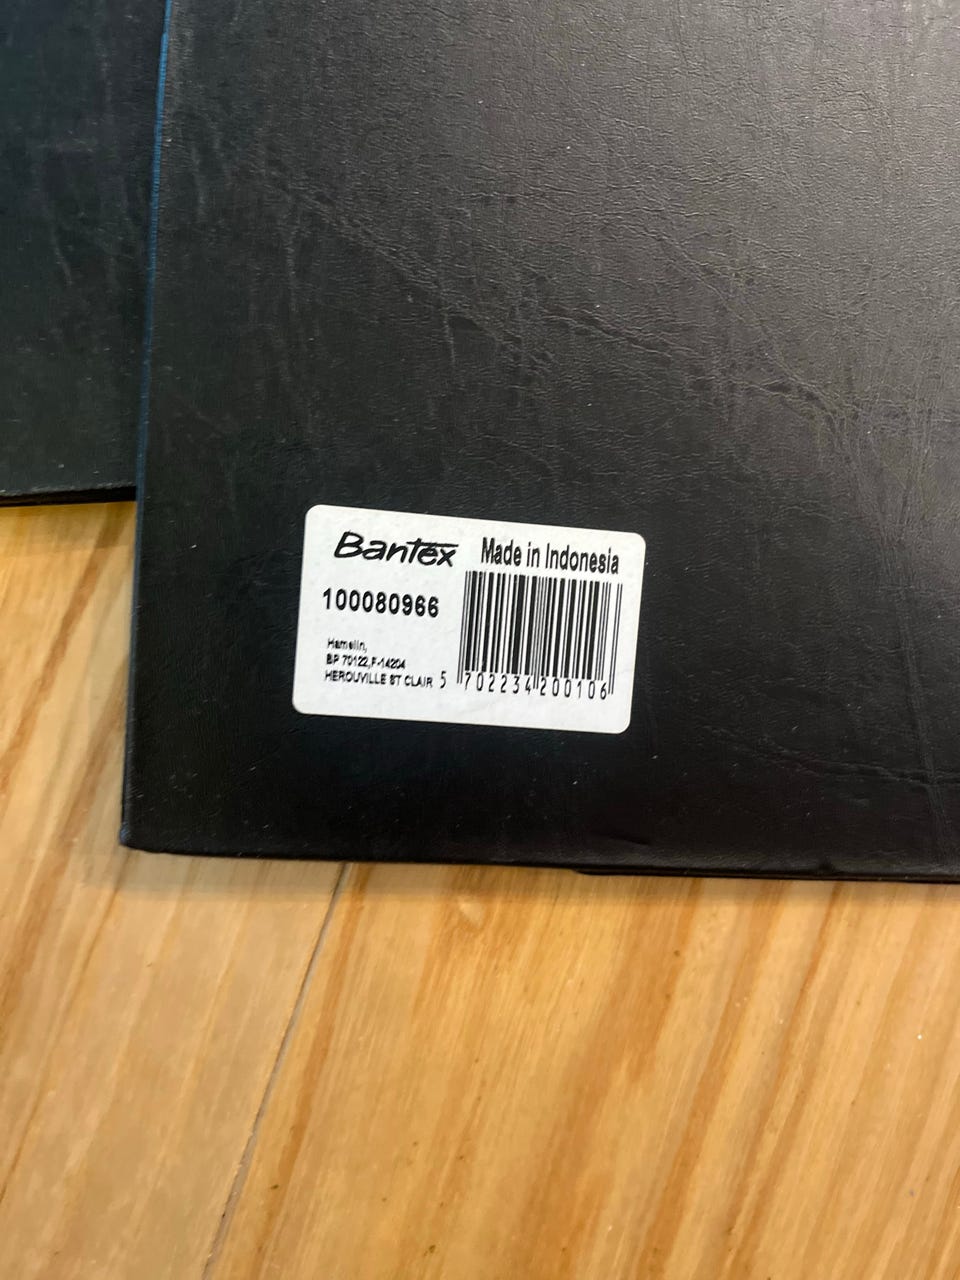 Bantex Made in Indonesia
100080966
Hamelin,
BP 70122,F-14204
HEROUVILLE ST CLAIR
5 702234 200106